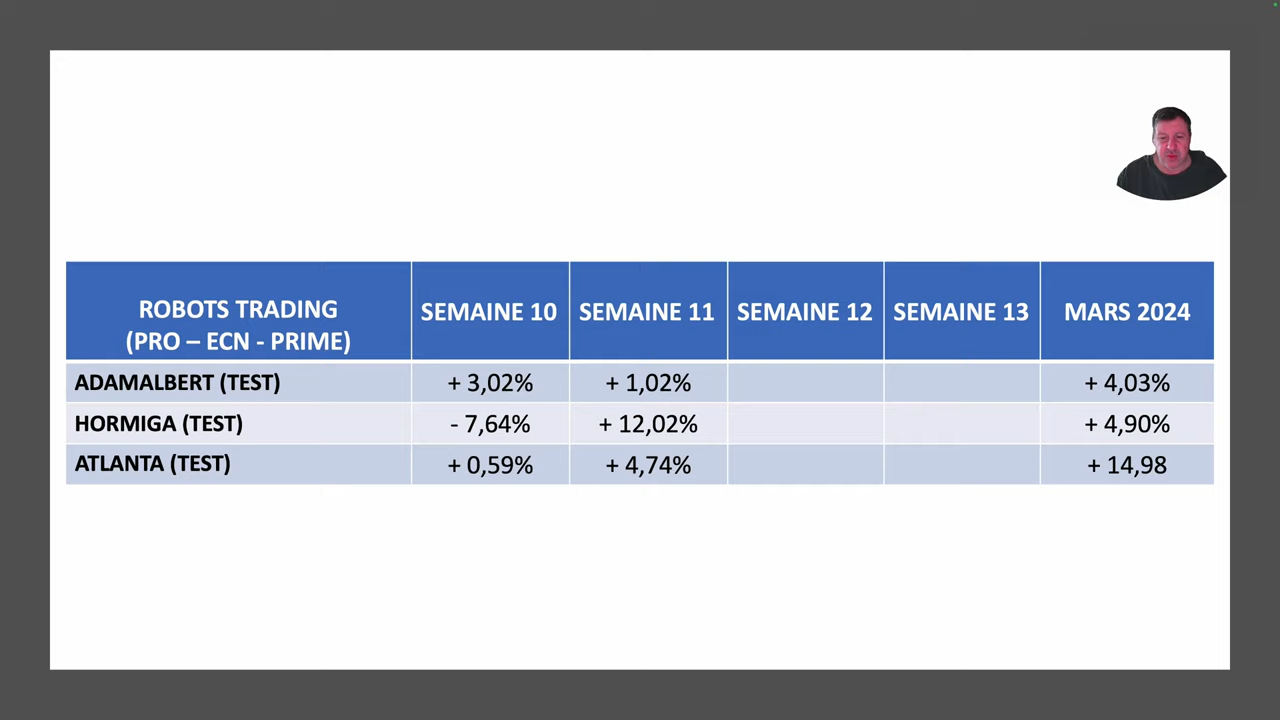 ROBOTS TRADING
(PRO – ECN - PRIME)
SEMAINE 10
SEMAINE 11
SEMAINE 12
SEMAINE 13
MARS 2024
ADAMALBERT (TEST)
+ 3,02%
+ 1,02%
+ 4,03%
HORMIGA (TEST)
- 7,64%
+ 12,02%
+ 4,90%
ATLANTA (TEST)
+ 0,59%
+ 4,74%
+ 14,98